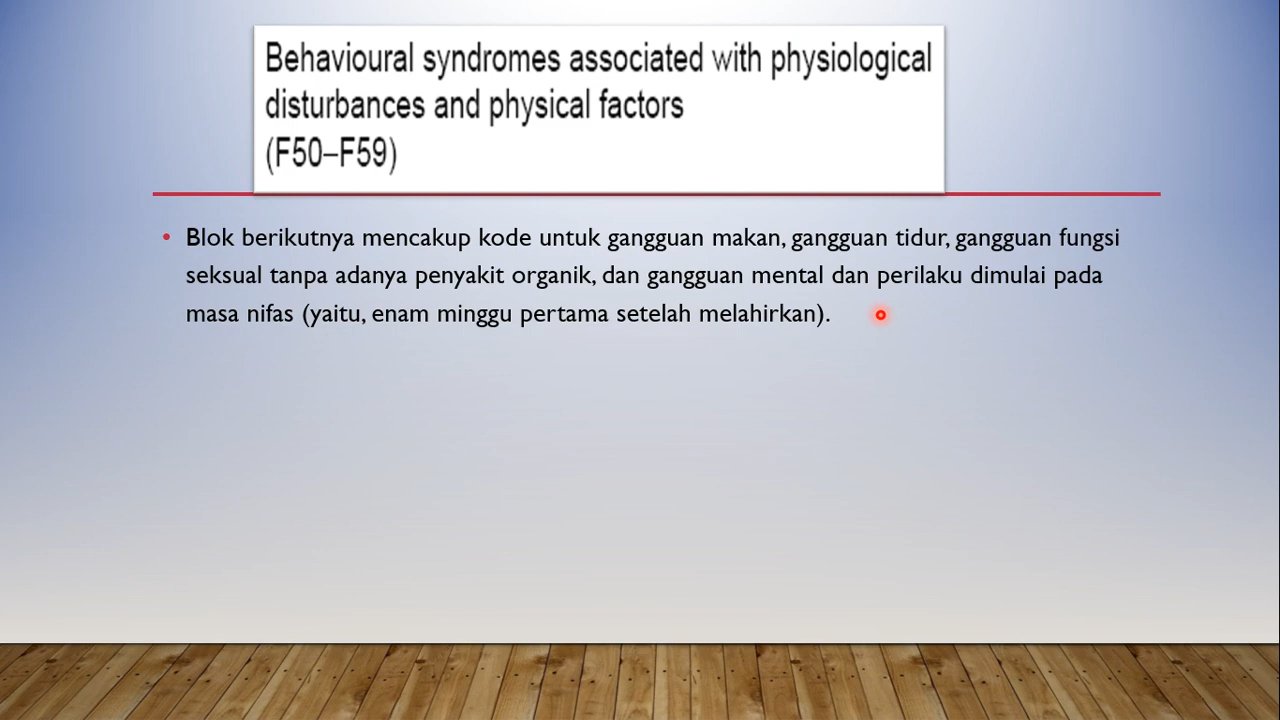 Behavioural syndromes associated with physiological
disturbances and physical factors
(F50–F59)
• Blok berikutnya mencakup kode untuk gangguan makan, gangguan tidur, gangguan fungsi
seksual tanpa adanya penyakit organik, dan gangguan mental dan perilaku dimulai pada
masa nifas (yaitu, enam minggu pertama setelah melahirkan).